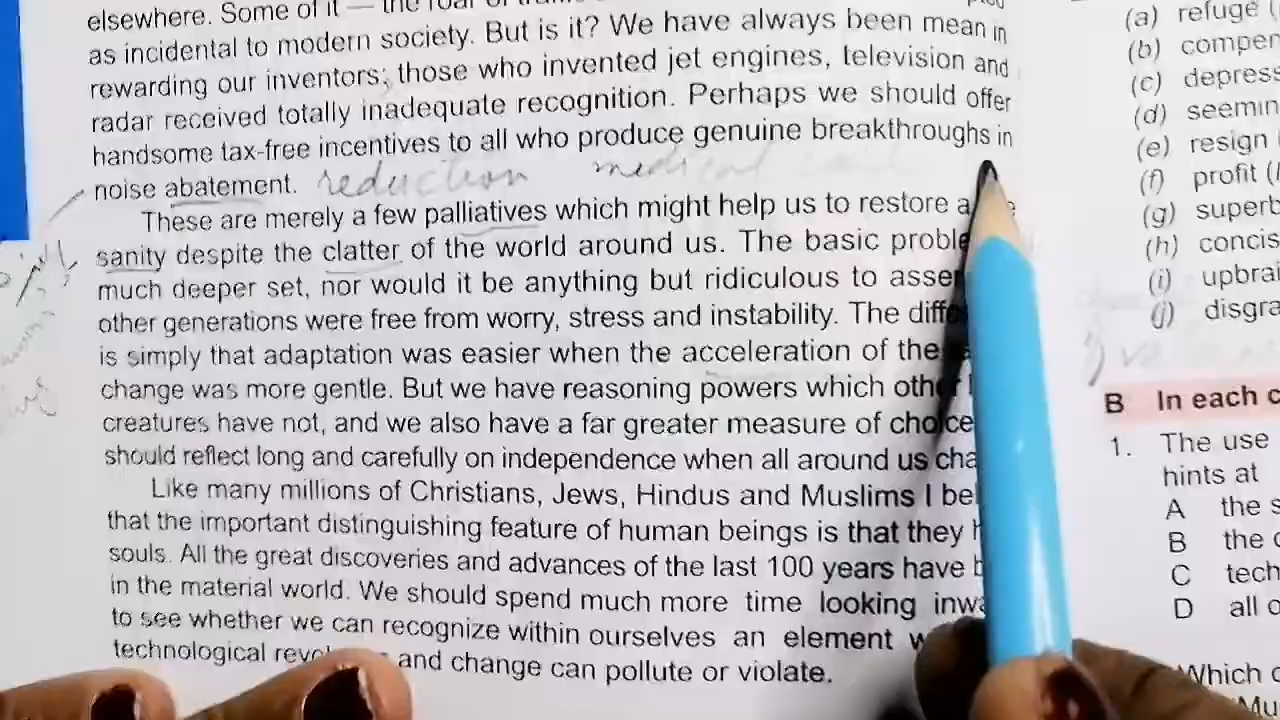 elsewhere. Some of it — the roar of
as incidental to modern society. But is it? We have always been mean in
rewarding our inventors; those who invented jet engines, television and
radar received totally inadequate recognition. Perhaps we should offer
handsome tax-free incentives to all who produce genuine breakthroughs in
noise abatement. reduction medical
These are merely a few palliatives which might help us to restore a
sanity despite the clatter of the world around us. The basic proble
much deeper set, nor would it be anything but ridiculous to asser
other generations were free from worry, stress and instability. The diffe
is simply that adaptation was easier when the acceleration of the
change was more gentle. But we have reasoning powers which other
creatures have not, and we also have a far greater measure of choice
should reflect long and carefully on independence when all around us cha
Like many millions of Christians, Jews, Hindus and Muslims I bel
that the important distinguishing feature of human beings is that they h
souls. All the great discoveries and advances of the last 100 years have b
in the material world. We should spend much more time looking inwa
to see whether we can recognize within ourselves an element w
technological revo and change can pollute or violate.
(a) refuge (
(b) compen
(c) depress
(d) seemin
(e) resign
(f) profit (
(g) superb
(h) concis
(i) upbrai
(j) disgra
B In each c
1. The use
hints at
A the s
B the c
C tech
D all o
Which c
"Mu